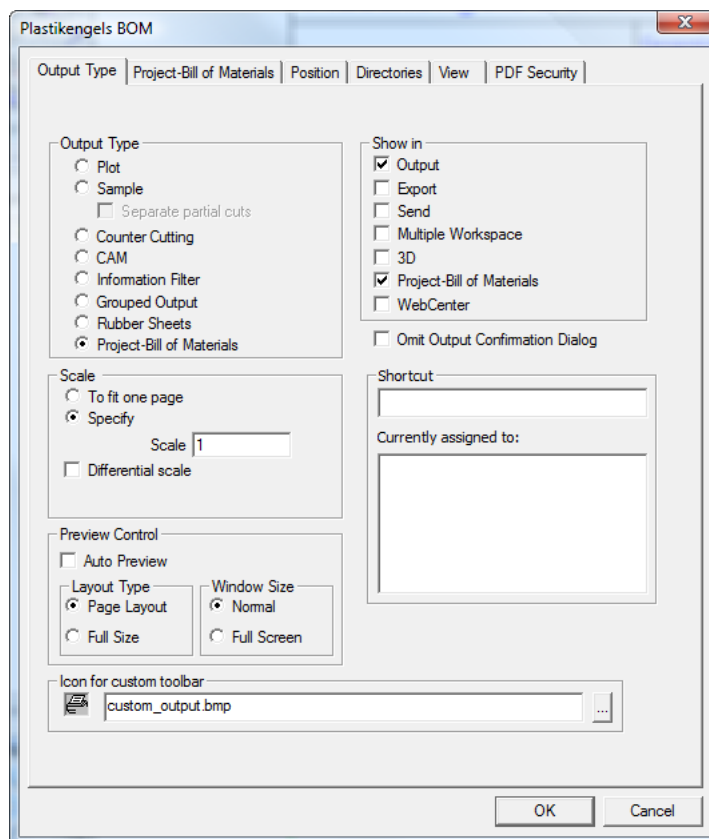 Plastikengels BOM
Output Type Project-Bill of Materials Position Directories View PDF Security
Output Type
Plot
Sample
Separate partial cuts
Counter Cutting
CAM
Information Filter
Grouped Output
Rubber Sheets
Project-Bill of Materials
Show in
Output
Export
Send
Multiple Workspace
3D
Project-Bill of Materials
WebCenter
Omit Output Confirmation Dialog
Scale
To fit one page
Specify
Scale 1
Differential scale
Shortcut
Currently assigned to:
Preview Control
Auto Preview
Layout Type
Page Layout
Full Size
Window Size
Normal
Full Screen
Icon for custom toolbar
custom_output.bmp
...
OK Cancel